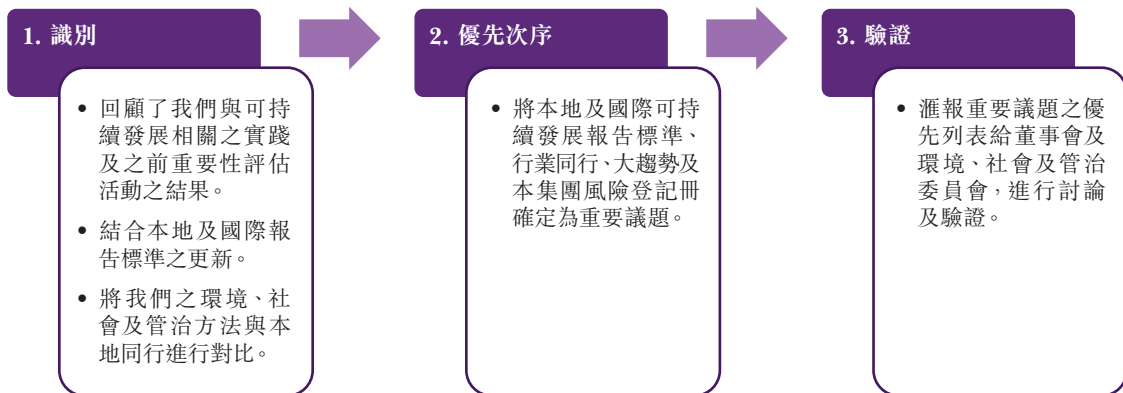 1. 識別
• 回顧了我們與可持
續發展相關之實踐
及之前重要性評估
活動之結果。
• 結合本地及國際報
告標準之更新。
• 將我們之環境、社
會及管治方法與本
地同行進行對比。
2. 優先次序
• 將本地及國際可持
續發展報告標準、
行業同行、大趨勢及
本集團風險登記冊
確定為重要議題。
3. 驗證
• 滙報重要議題之優
先列表給董事會及
環境、社會及管治
委員會，進行討論
及驗證。